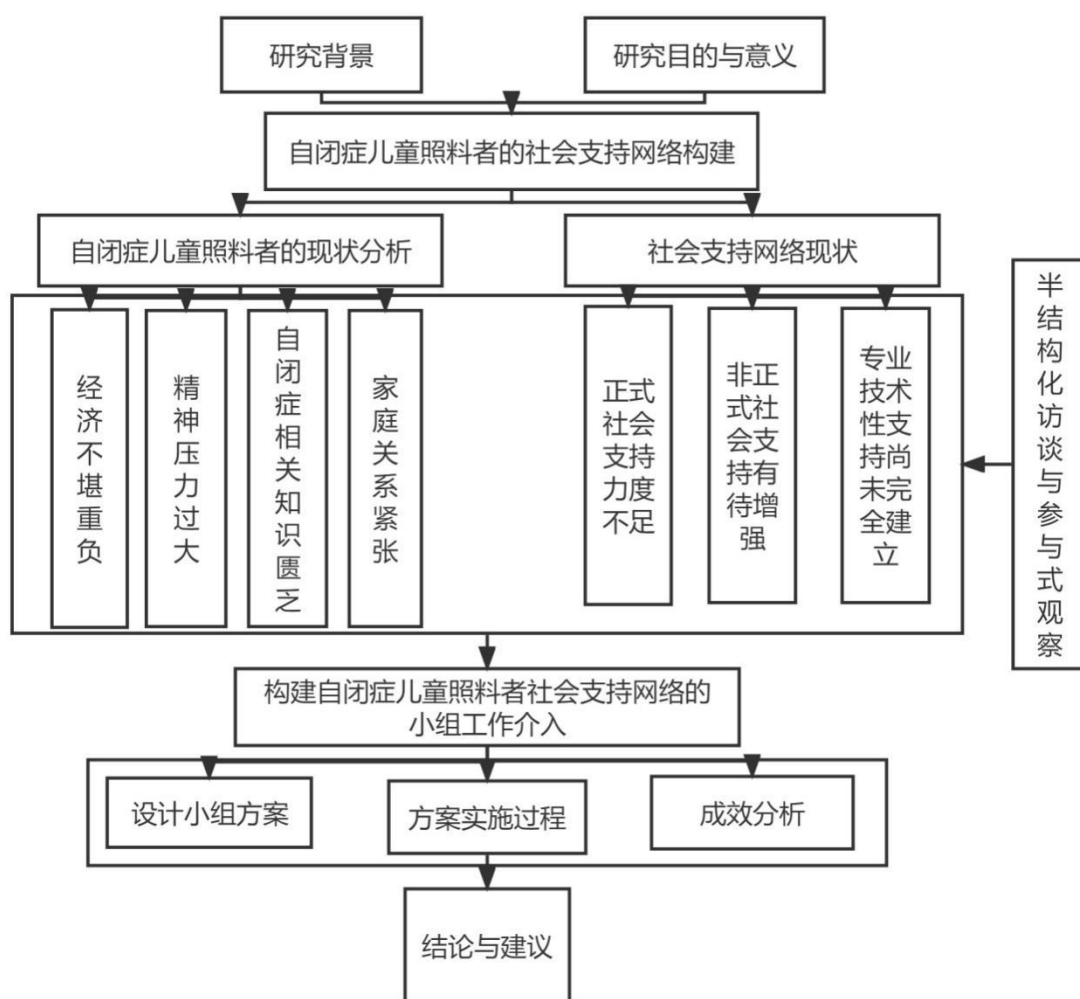 研究背景
研究目的与意义
自闭症儿童照料者的社会支持网络构建
自闭症儿童照料者的现状分析
社会支持网络现状
经济不堪重负
精神压力过大
自闭症相关知识匮乏
家庭关系紧张
正式
社会
支持
力度
不足
非正
式社
会支
持有
待增
强
专业
技术
性支
持尚
未完
全建
立
半结构化访谈与参与式观察
构建自闭症儿童照料者社会支持网络的
小组工作介入
设计小组方案
方案实施过程
成效分析
结论与建议